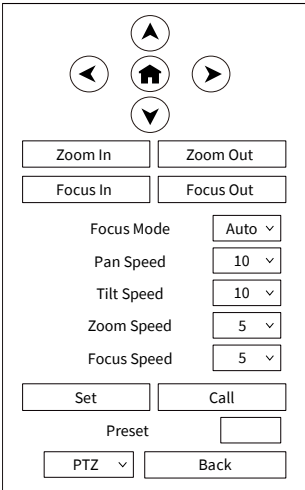 Zoom In Zoom Out
Focus In Focus Out
Focus Mode Auto
Pan Speed 10
Tilt Speed 10
Zoom Speed 5
Focus Speed 5
Set Call
Preset
PTZ Back